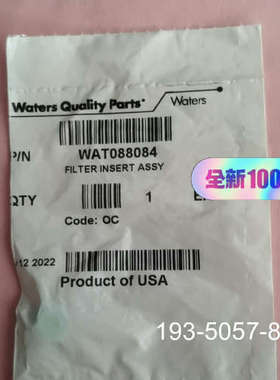 Waters Quality Parts
Waters
P/N WAT088084
FILTER INSERT ASSY
全新100
QTY 1
Code: OC
12 2022
Product of USA
193-5057-8